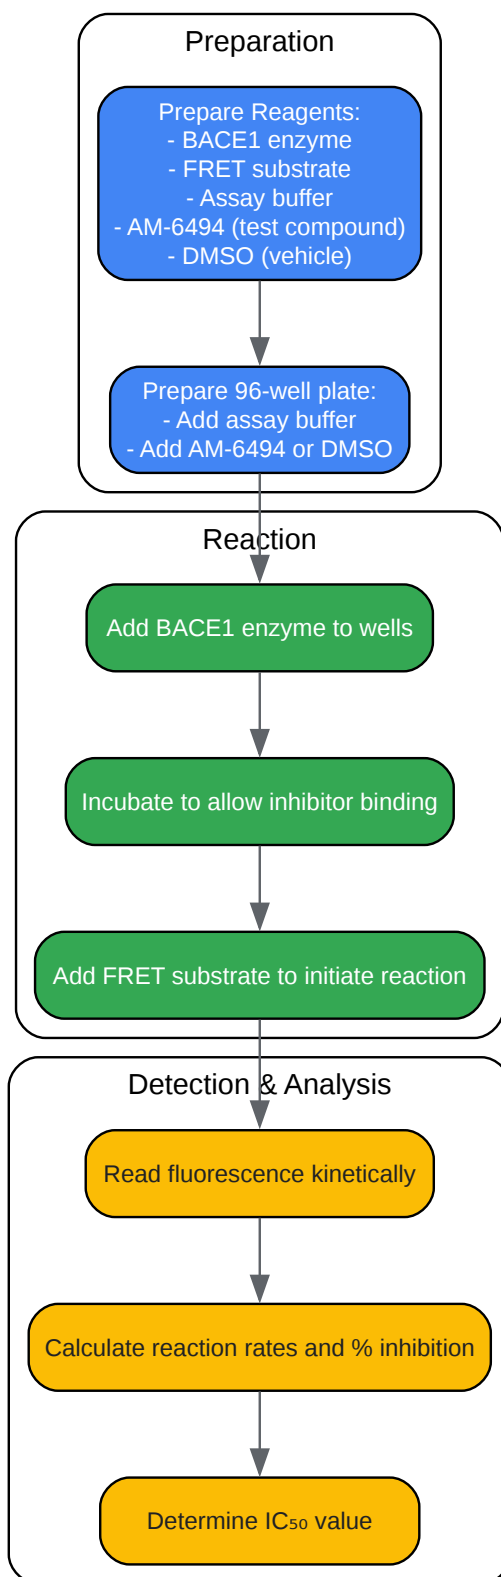 Preparation
Prepare Reagents:
- BACE1 enzyme
- FRET substrate
- Assay buffer
- AM-6494 (test compound)
- DMSO (vehicle)
Prepare 96-well plate:
- Add assay buffer
- Add AM-6494 or DMSO
Reaction
Add BACE1 enzyme to wells
Incubate to allow inhibitor binding
Add FRET substrate to initiate reaction
Detection & Analysis
Read fluorescence kinetically
Calculate reaction rates and % inhibition
Determine IC₅₀ value